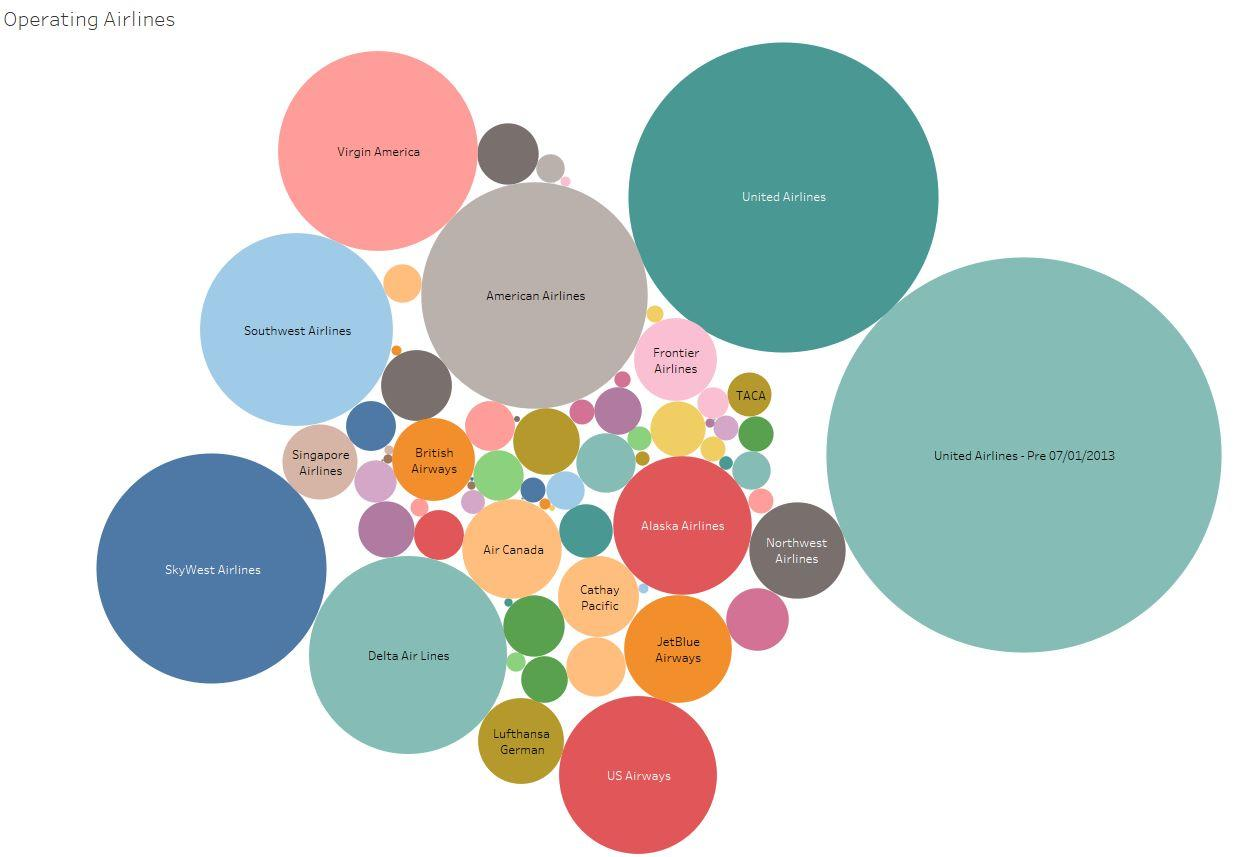 Operating Airlines
Virgin America
United Airlines
American Airlines
Southwest Airlines
Frontier
Airlines
TACA
Singapore
Airlines
British
Airways
United Airlines - Pre 07/01/2013
Alaska Airlines
Northwest
Airlines
Air Canada
SkyWest Airlines
Cathay
Pacific
Delta Air Lines
JetBlue
Airways
Lufthansa
German
US Airways